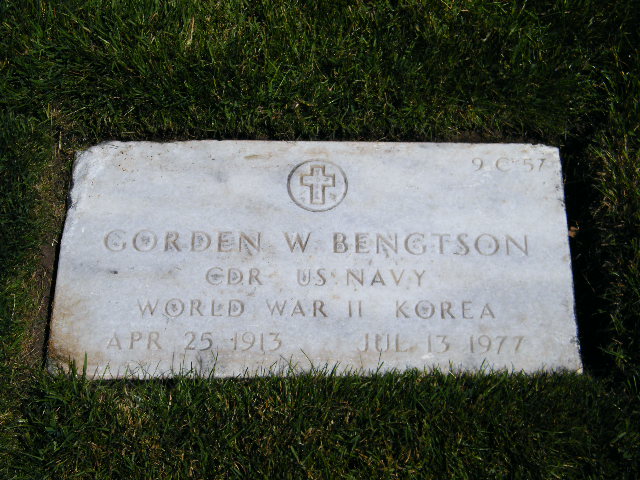 9 C 57
GORDEN W BENGTSON
CDR US NAVY
WORLD WAR II KOREA
APR 25 1913 JUL 13 1977